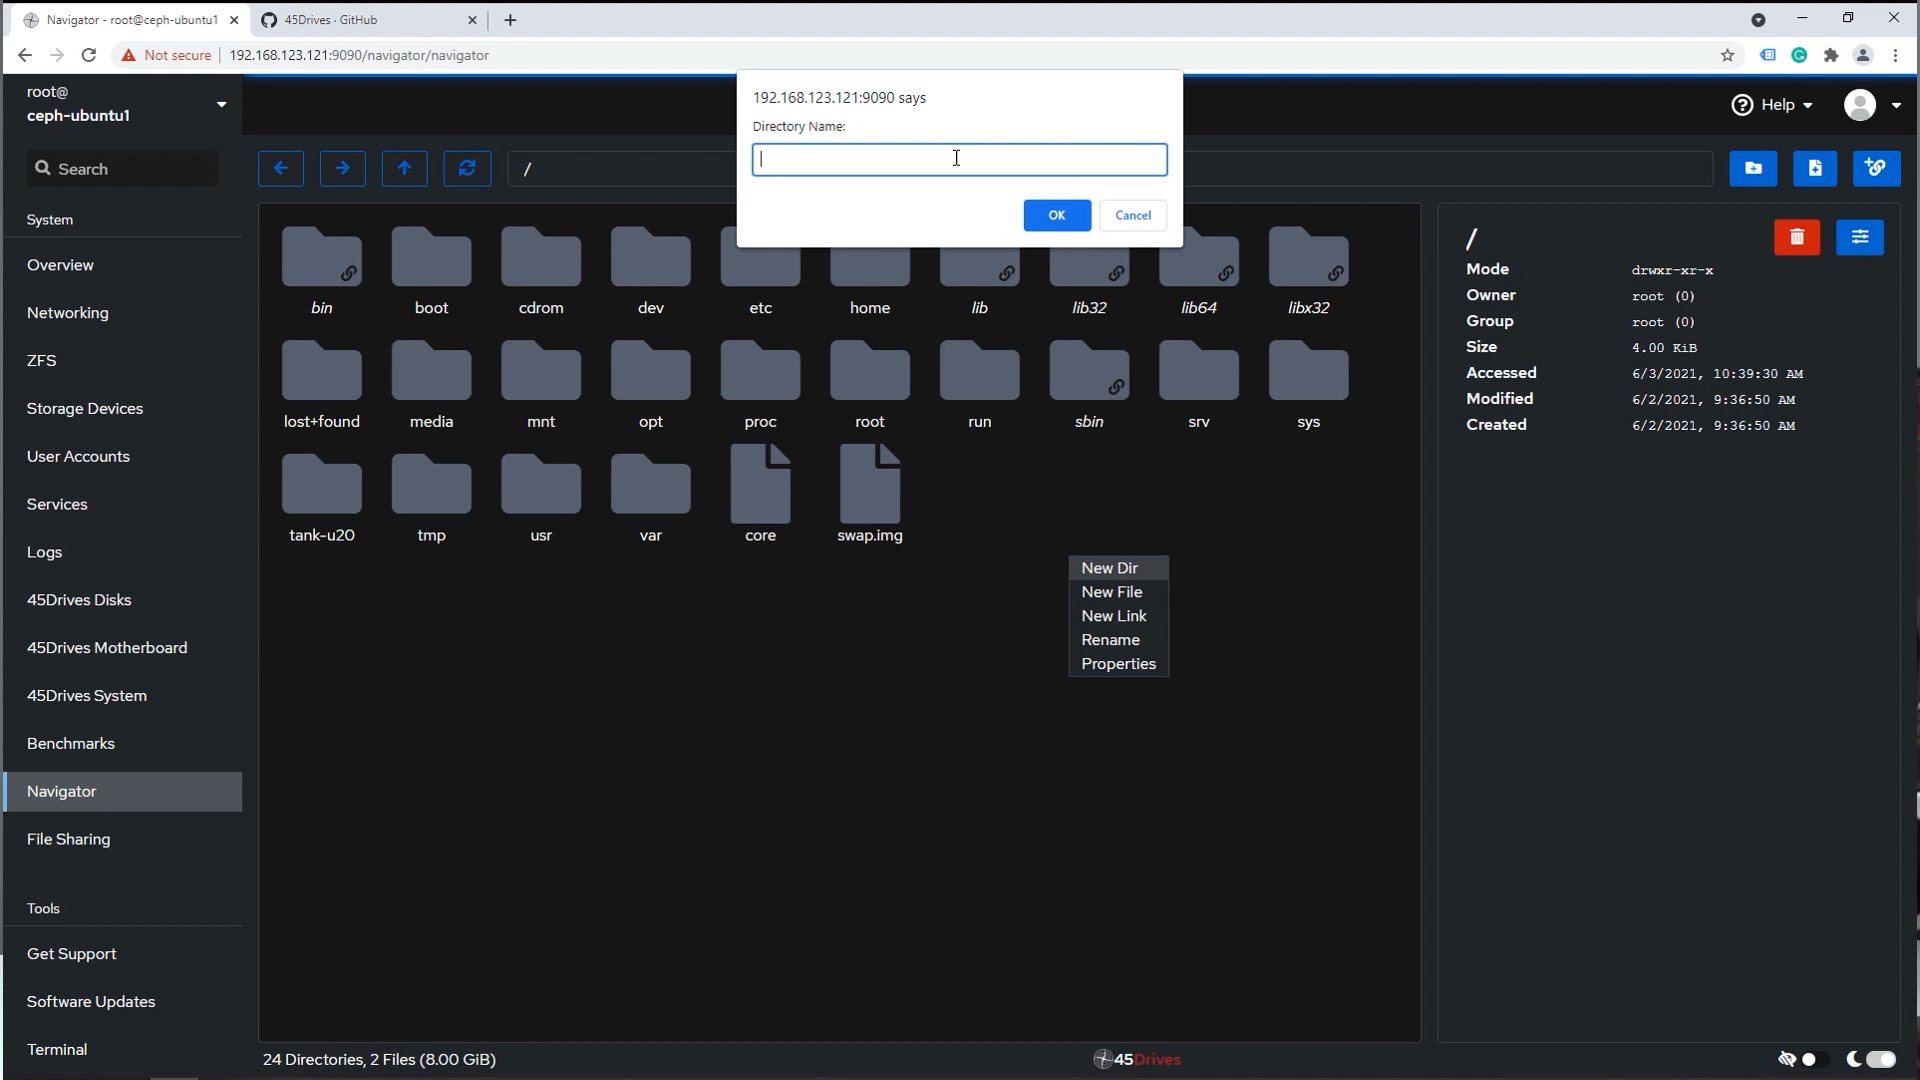 Navigator - root@ceph-ubuntu1
45Drives · GitHub
Not secure
192.168.123.121:9090/navigator/navigator
root@
ceph-ubuntu1
Help
192.168.123.121:9090 says
Directory Name:
OK
Cancel
Search
/
System
Overview
Networking
ZFS
Storage Devices
User Accounts
Services
Logs
45Drives Disks
45Drives Motherboard
45Drives System
Benchmarks
Navigator
File Sharing
Tools
Get Support
Software Updates
Terminal
bin
boot
cdrom
dev
etc
home
lib
lib32
lib64
libx32
lost+found
media
mnt
opt
proc
root
run
sbin
srv
sys
tank-u20
tmp
usr
var
core
swap.img
New Dir
New File
New Link
Rename
Properties
/
Mode drwxr-xr-x
Owner root (0)
Group root (0)
Size 4.00 KiB
Accessed 6/3/2021, 10:39:30 AM
Modified 6/2/2021, 9:36:50 AM
Created 6/2/2021, 9:36:50 AM
24 Directories, 2 Files (8.00 GiB)
45Drives